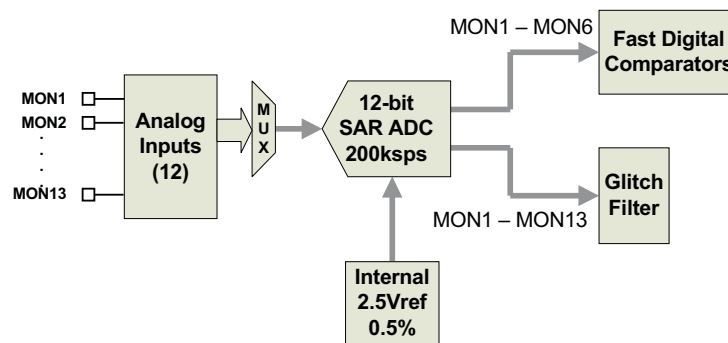 MON1 – MON6
Fast Digital
Comparators
MON1
MON2
.
.
.
MON13
Analog
Inputs
(12)
MUX
12-bit
SAR ADC
200ksps
MON1 – MON13
Glitch
Filter
Internal
2.5Vref
0.5%